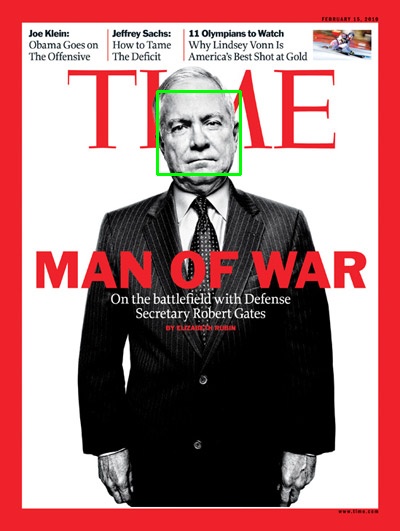 FEBRUARY 15, 2010
Joe Klein:
Obama Goes on
The Offensive
Jeffrey Sachs:
How to Tame
The Deficit
11 Olympians to Watch
Why Lindsey Vonn Is
America's Best Shot at Gold
TIME
MAN OF WAR
On the battlefield with Defense
Secretary Robert Gates
BY ELIZABETH RUBIN
www.time.com